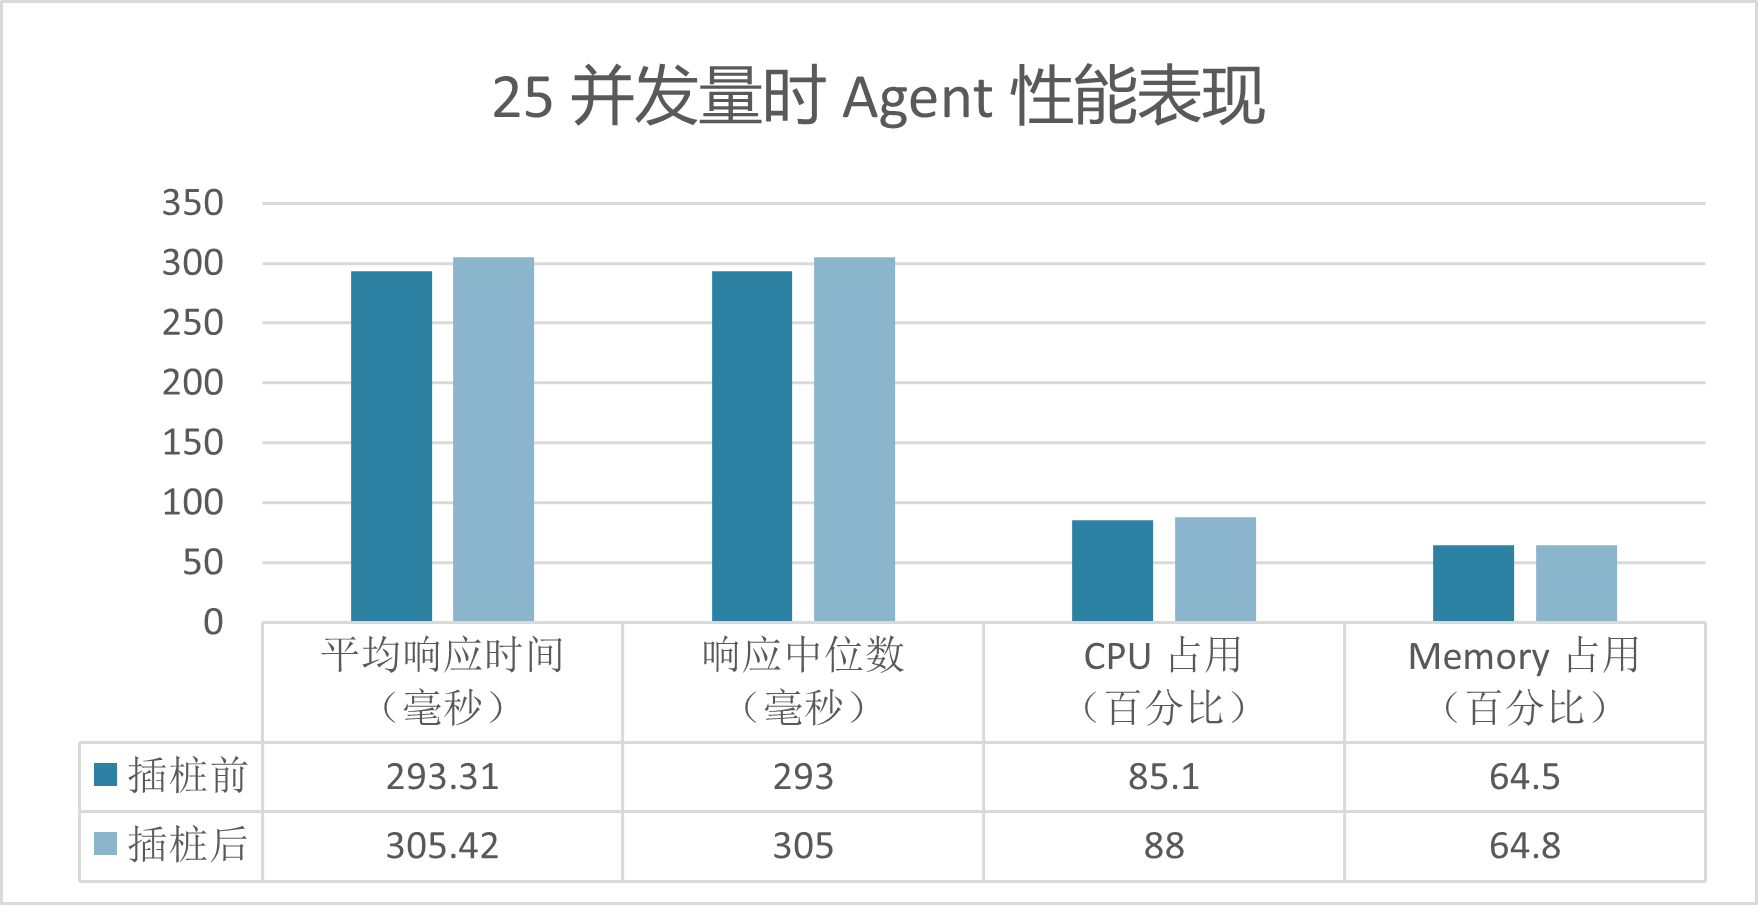 25 并发量时 Agent 性能表现
350
300
250
200
150
100
50
0
平均响应时间
（毫秒）
响应中位数
（毫秒）
CPU 占用
（百分比）
Memory 占用
（百分比）
插桩前 293.31 293 85.1 64.5
插桩后 305.42 305 88 64.8